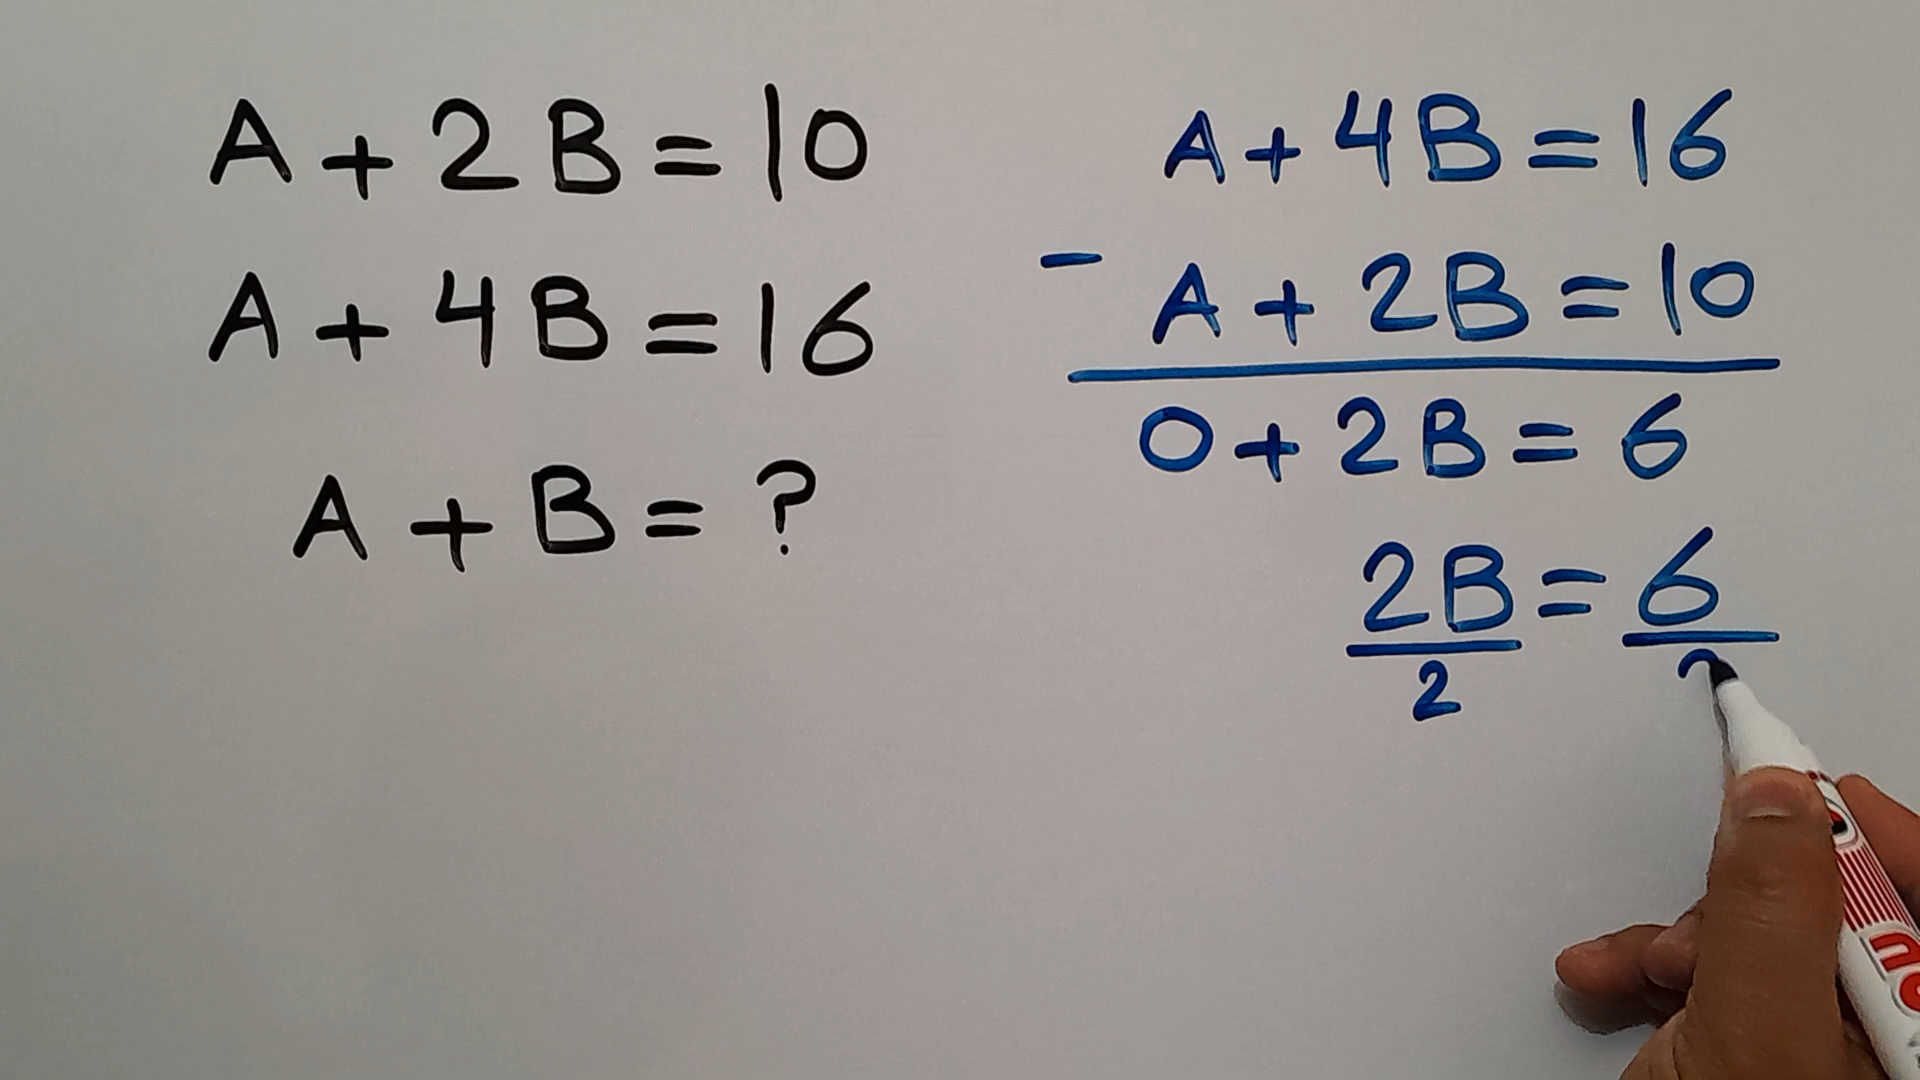 A + 2B = 10
A + 4B = 16
A + B = ?
A + 4B = 16
- A + 2B = 10
0 + 2B = 6
2B = 6
2